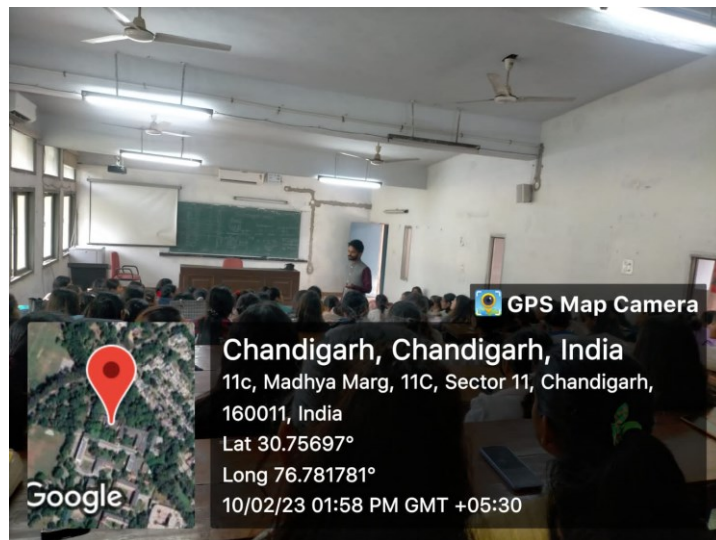 GPS Map Camera
Chandigarh, Chandigarh, India
11c, Madhya Marg, 11C, Sector 11, Chandigarh,
160011, India
Lat 30.75697°
Long 76.781781°
10/02/23 01:58 PM GMT +05:30
Google